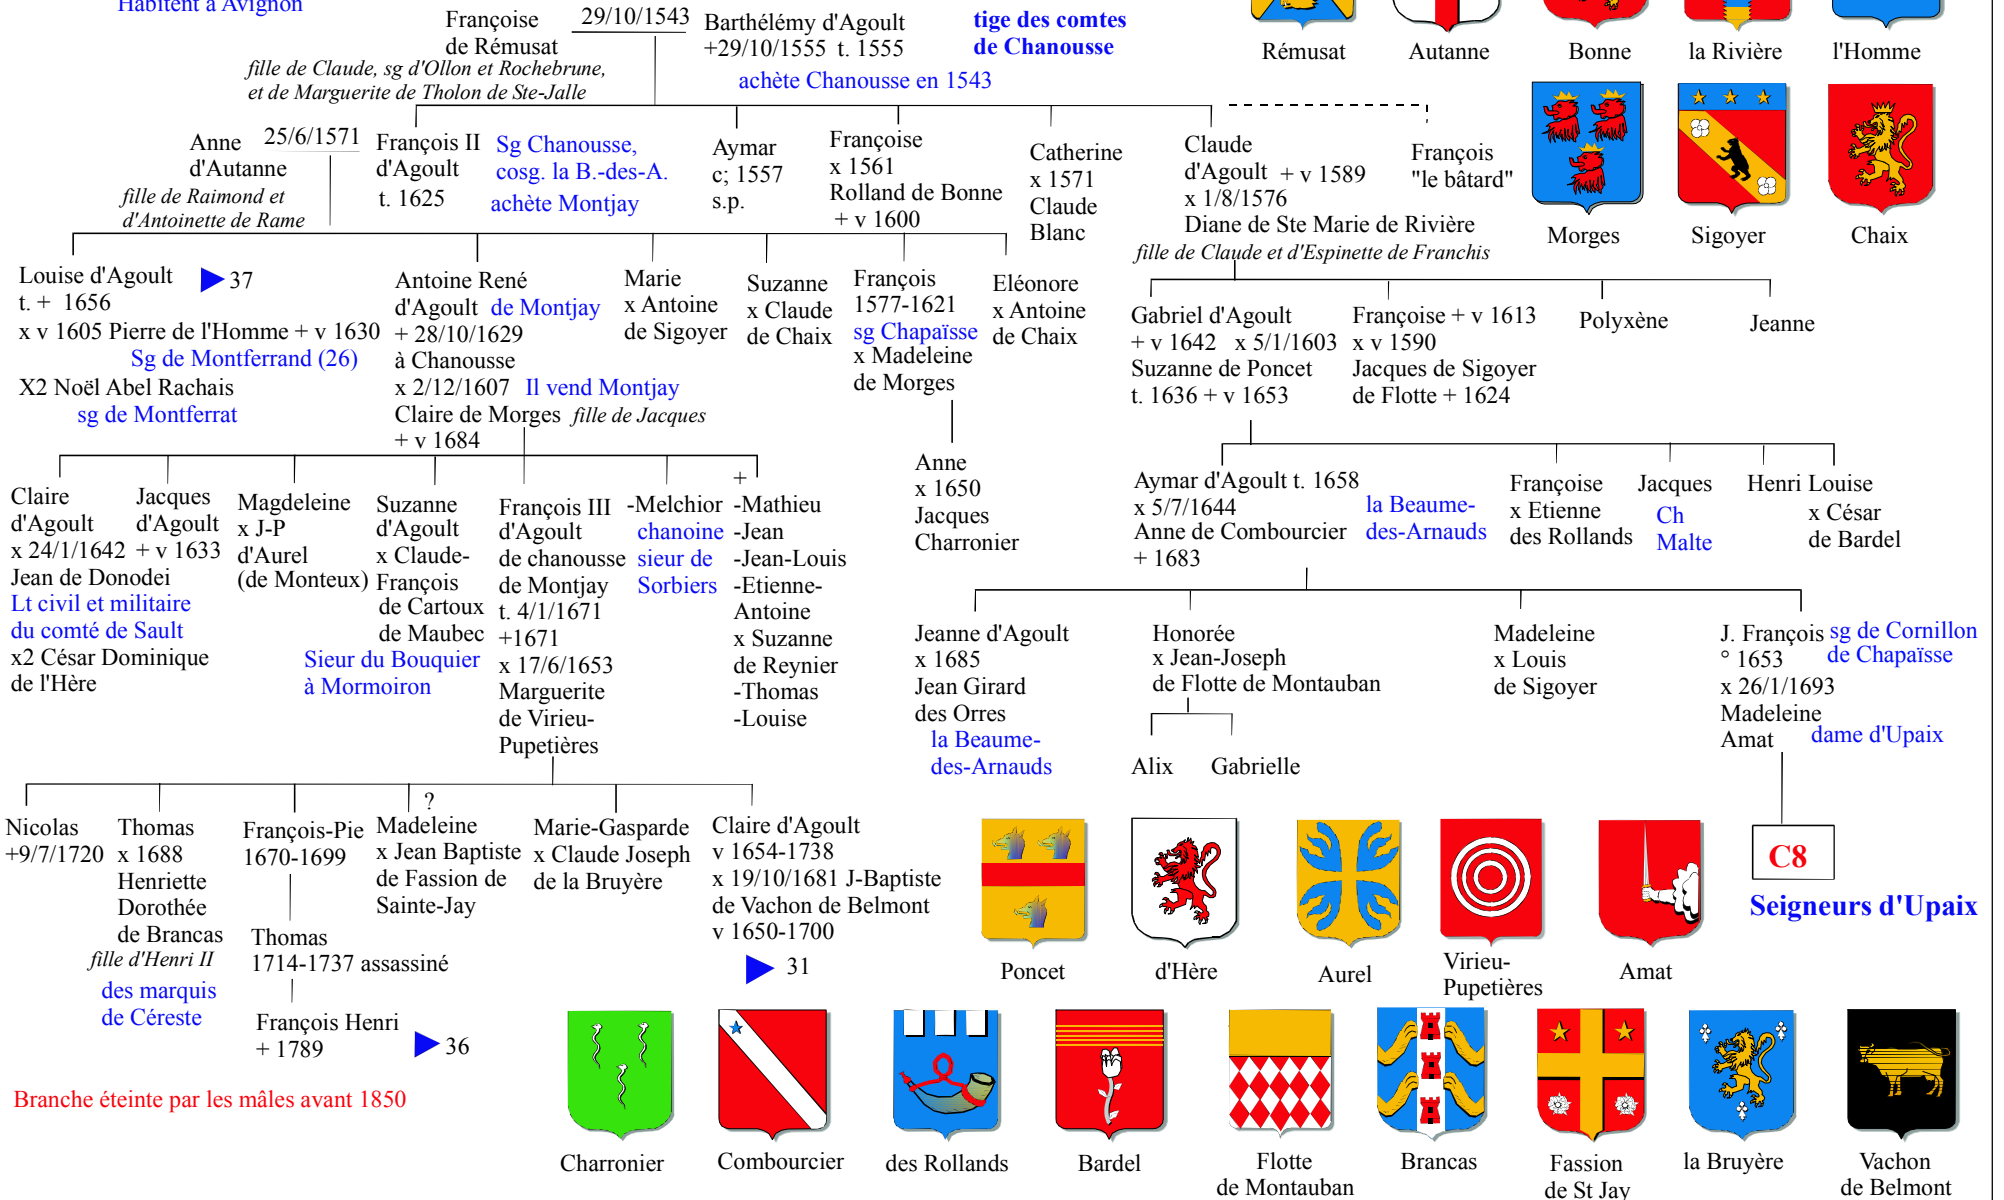 Habitent à Avignon
Françoise
de Rémusat
29/10/1543
Barthélémy d'Agoult
+29/10/1555  t. 1555
tige des comtes
de Chanousse
fille de Claude, sg d'Ollon et Rochebrune,
et de Marguerite de Tholon de Ste-Jalle
achète Chanousse en 1543
Rémusat
Autanne
Bonne
la Rivière
l'Homme
Anne
d'Autanne
25/6/1571
fille de Raimond et
d'Antoinette de Rame
François II
d'Agoult
t. 1625
Sg Chanousse,
cosg. la B.-des-A.
achète Montjay
Aymar
c; 1557
s.p.
Françoise
x 1561
Rolland de Bonne
+ v 1600
Catherine
x 1571
Claude
Blanc
Claude
d'Agoult + v 1589
x 1/8/1576
Diane de Ste Marie de Rivière
fille de Claude et d'Espinette de Franchis
François
"le bâtard"
Morges
Sigoyer
Chaix
Louise d'Agoult
t. + 1656
37
x v 1605 Pierre de l'Homme + v 1630
Sg de Montferrand (26)
X2 Noël Abel Rachais
sg de Montferrat
Antoine René
d'Agoult de Montjay
+ 28/10/1629
à Chanousse
x 2/12/1607 Il vend Montjay
Claire de Morges fille de Jacques
+ v 1684
Marie
x Antoine
de Sigoyer
Suzanne
x Claude
de Chaix
François
1577-1621
sg Chapaïsse
x Madeleine
de Morges
Eléonore
x Antoine
de Chaix
Gabriel d'Agoult
+ v 1642  x 5/1/1603
Suzanne de Poncet
t. 1636 + v 1653
Françoise + v 1613
x v 1590
Jacques de Sigoyer
de Flotte + 1624
Polyxène
Jeanne
Claire
d'Agoult
x 24/1/1642
Jean de Donodei
Lt civil et militaire
du comté de Sault
x2 César Dominique
de l'Hère
Jacques
d'Agoult
+ v 1633
Magdeleine
x J-P
d'Aurel
(de Monteux)
Suzanne
d'Agoult
x Claude-
François
de Cartoux
de Maubec
Sieur du Bouquier
à Mormoiron
François III
d'Agoult
de chanousse
de Montjay
t. 4/1/1671
+1671
x 17/6/1653
Marguerite
de Virieu-
Pupetières
-Melchior
chanoine
sieur de
Sorbiers
+
-Mathieu
-Jean
-Jean-Louis
-Etienne-
Antoine
x Suzanne
de Reynier
-Thomas
-Louise
Anne
x 1650
Jacques
Charronier
Aymar d'Agoult t. 1658
x 5/7/1644
Anne de Combourcier
+ 1683
la Beaume-
des-Arnauds
Françoise
x Etienne
des Rollands
Jacques
Ch
Malte
Henri
Louise
x César
de Bardel
Jeanne d'Agoult
x 1685
Jean Girard
des Orres
la Beaume-
des-Arnauds
Honorée
x Jean-Joseph
de Flotte de Montauban
Alix
Gabrielle
Madeleine
x Louis
de Sigoyer
J. François
° 1653
x 26/1/1693
Madeleine
Amat
sg de Cornillon
de Chapaïsse
dame d'Upaix
Nicolas
+9/7/1720
Thomas
x 1688
Henriette
Dorothée
de Brancas
fille d'Henri II
des marquis
de Céreste
François-Pie
1670-1699
Thomas
1714-1737 assassiné
François Henri
+ 1789
36
?
Madeleine
x Jean Baptiste
de Fassion de
Sainte-Jay
Marie-Gasparde
x Claude Joseph
de la Bruyère
Claire d'Agoult
v 1654-1738
x 19/10/1681 J-Baptiste
de Vachon de Belmont
v 1650-1700
31
C8
Seigneurs d'Upaix
Poncet
d'Hère
Aurel
Virieu-
Pupetières
Amat
Branche éteinte par les mâles avant 1850
Charronier
Combourcier
des Rollands
Bardel
Flotte
de Montauban
Brancas
Fassion
de St Jay
la Bruyère
Vachon
de Belmont